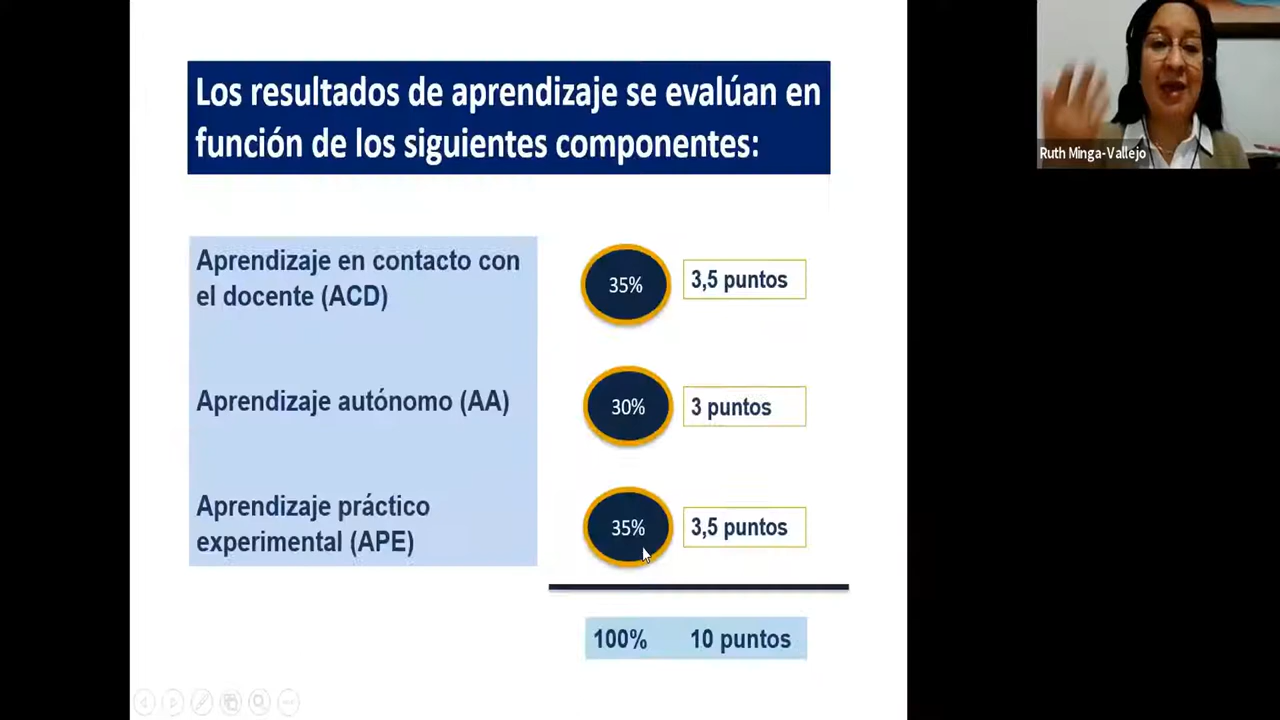 Los resultados de aprendizaje se evalúan en
función de los siguientes componentes:
Ruth Minga-Vallejo
Aprendizaje en contacto con
el docente (ACD)
35%
3,5 puntos
Aprendizaje autónomo (AA)
30%
3 puntos
Aprendizaje práctico
experimental (APE)
35%
3,5 puntos
100%
10 puntos